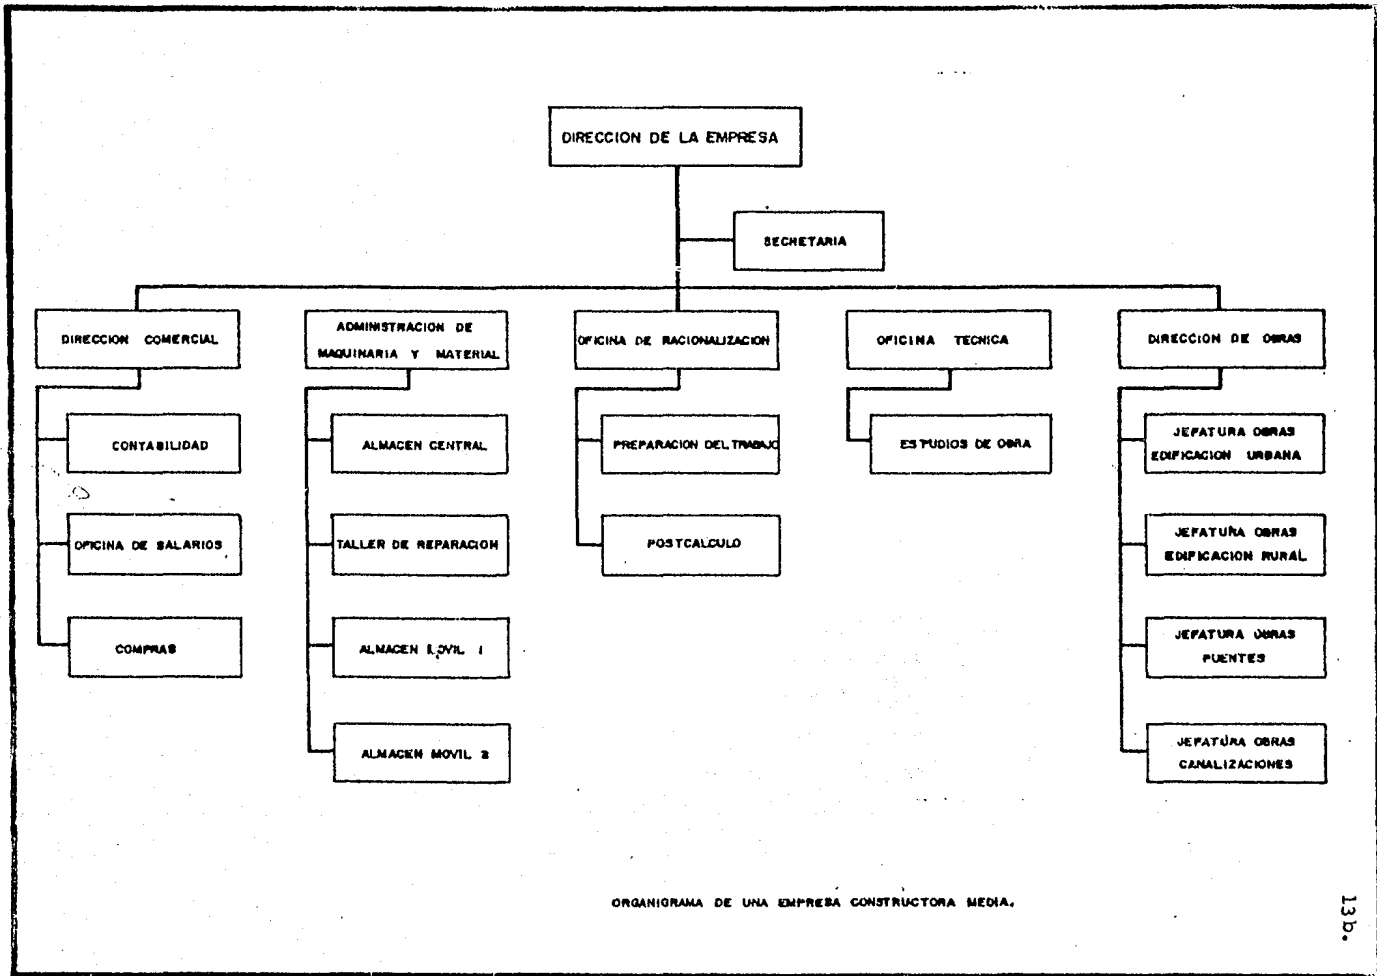 DIRECCION DE LA EMPRESA
SECRETARIA
DIRECCION COMERCIAL
ADMINISTRACION DE
MAQUINARIA Y MATERIAL
OFICINA DE RACIONALIZACION
OFICINA TECNICA
DIRECCION DE OBRAS
CONTABILIDAD
OFICINA DE SALARIOS
COMPRAS
ALMACEN CENTRAL
TALLER DE REPARACION
ALMACEN MOVIL 1
ALMACEN MOVIL 2
PREPARACION DEL TRABAJO
POSTCALCULO
ESTUDIOS DE OBRA
JEFATURA OBRAS
EDIFICACION URBANA
JEFATURA OBRAS
EDIFICACION RURAL
JEFATURA OBRAS
PUENTES
JEFATURA OBRAS
CANALIZACIONES
ORGANIGRAMA DE UNA EMPRESA CONSTRUCTORA MEDIA.
13b.